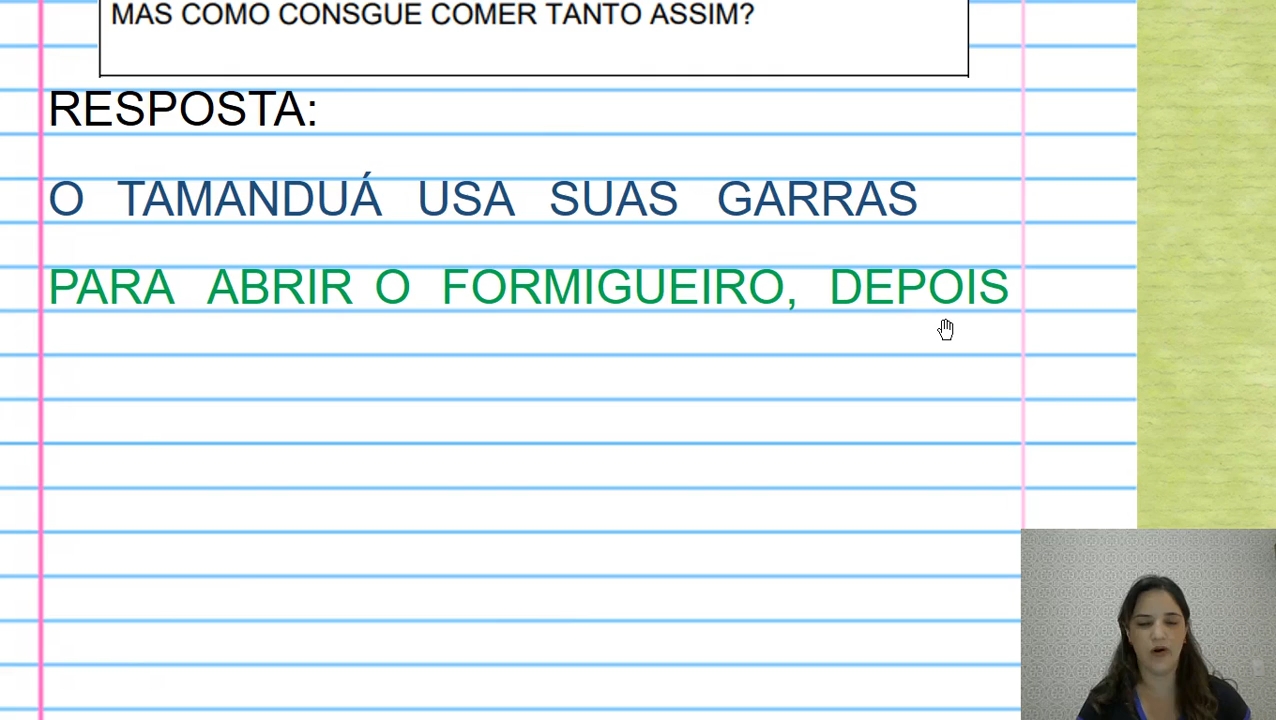 MAS COMO CONSGUE COMER TANTO ASSIM?
RESPOSTA:
O TAMANDUÁ USA SUAS GARRAS
PARA ABRIR O FORMIGUEIRO, DEPOIS